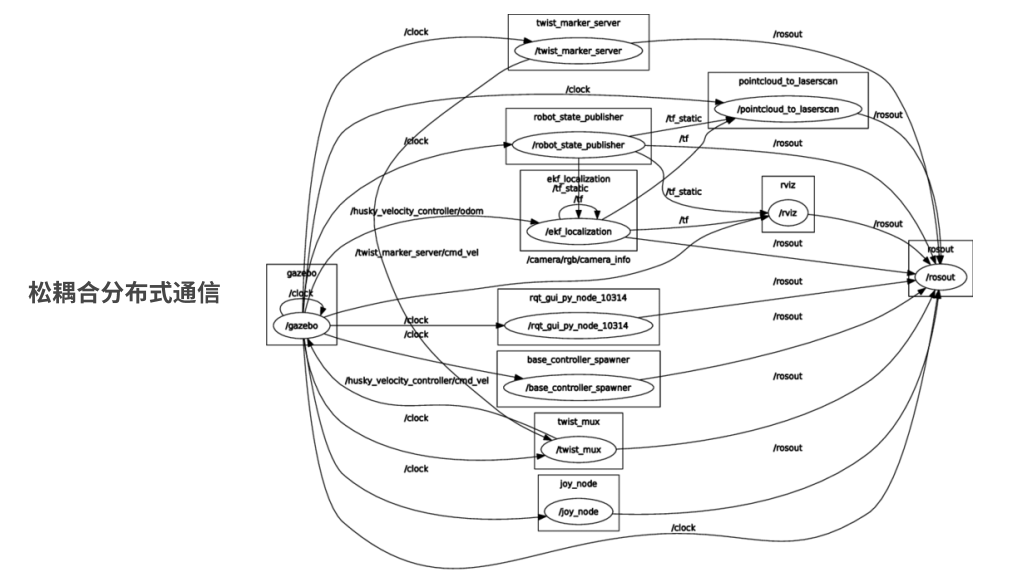 twist_marker_server
/clock
/twist_marker_server
/rosout
pointcloud_to_laserscan
/clock
/pointcloud_to_laserscan
robot_state_publisher
/tf_static
/rosout
/clock
/robot_state_publisher
/tf
/rosout
ekf_localization
/tf_static
/tf
rviz
/tf_static
/husky_velocity_controller/odom
/rviz
/tf
/rosout
/ekf_localization
/rosout
rosout
/twist_marker_server/cmd_vel
/camera/rgb/camera_info
gazebo
/rosout
/rosout
松耦合分布式通信
/clock
rqt_gui_py_node_10314
/gazebo
/clock
/rqt_gui_py_node_10314
/rosout
/clock
base_controller_spawner
/husky_velocity_controller/cmd_vel
/base_controller_spawner
/rosout
/clock
twist_mux
/twist_mux
/rosout
/clock
joy_node
/joy_node
/clock